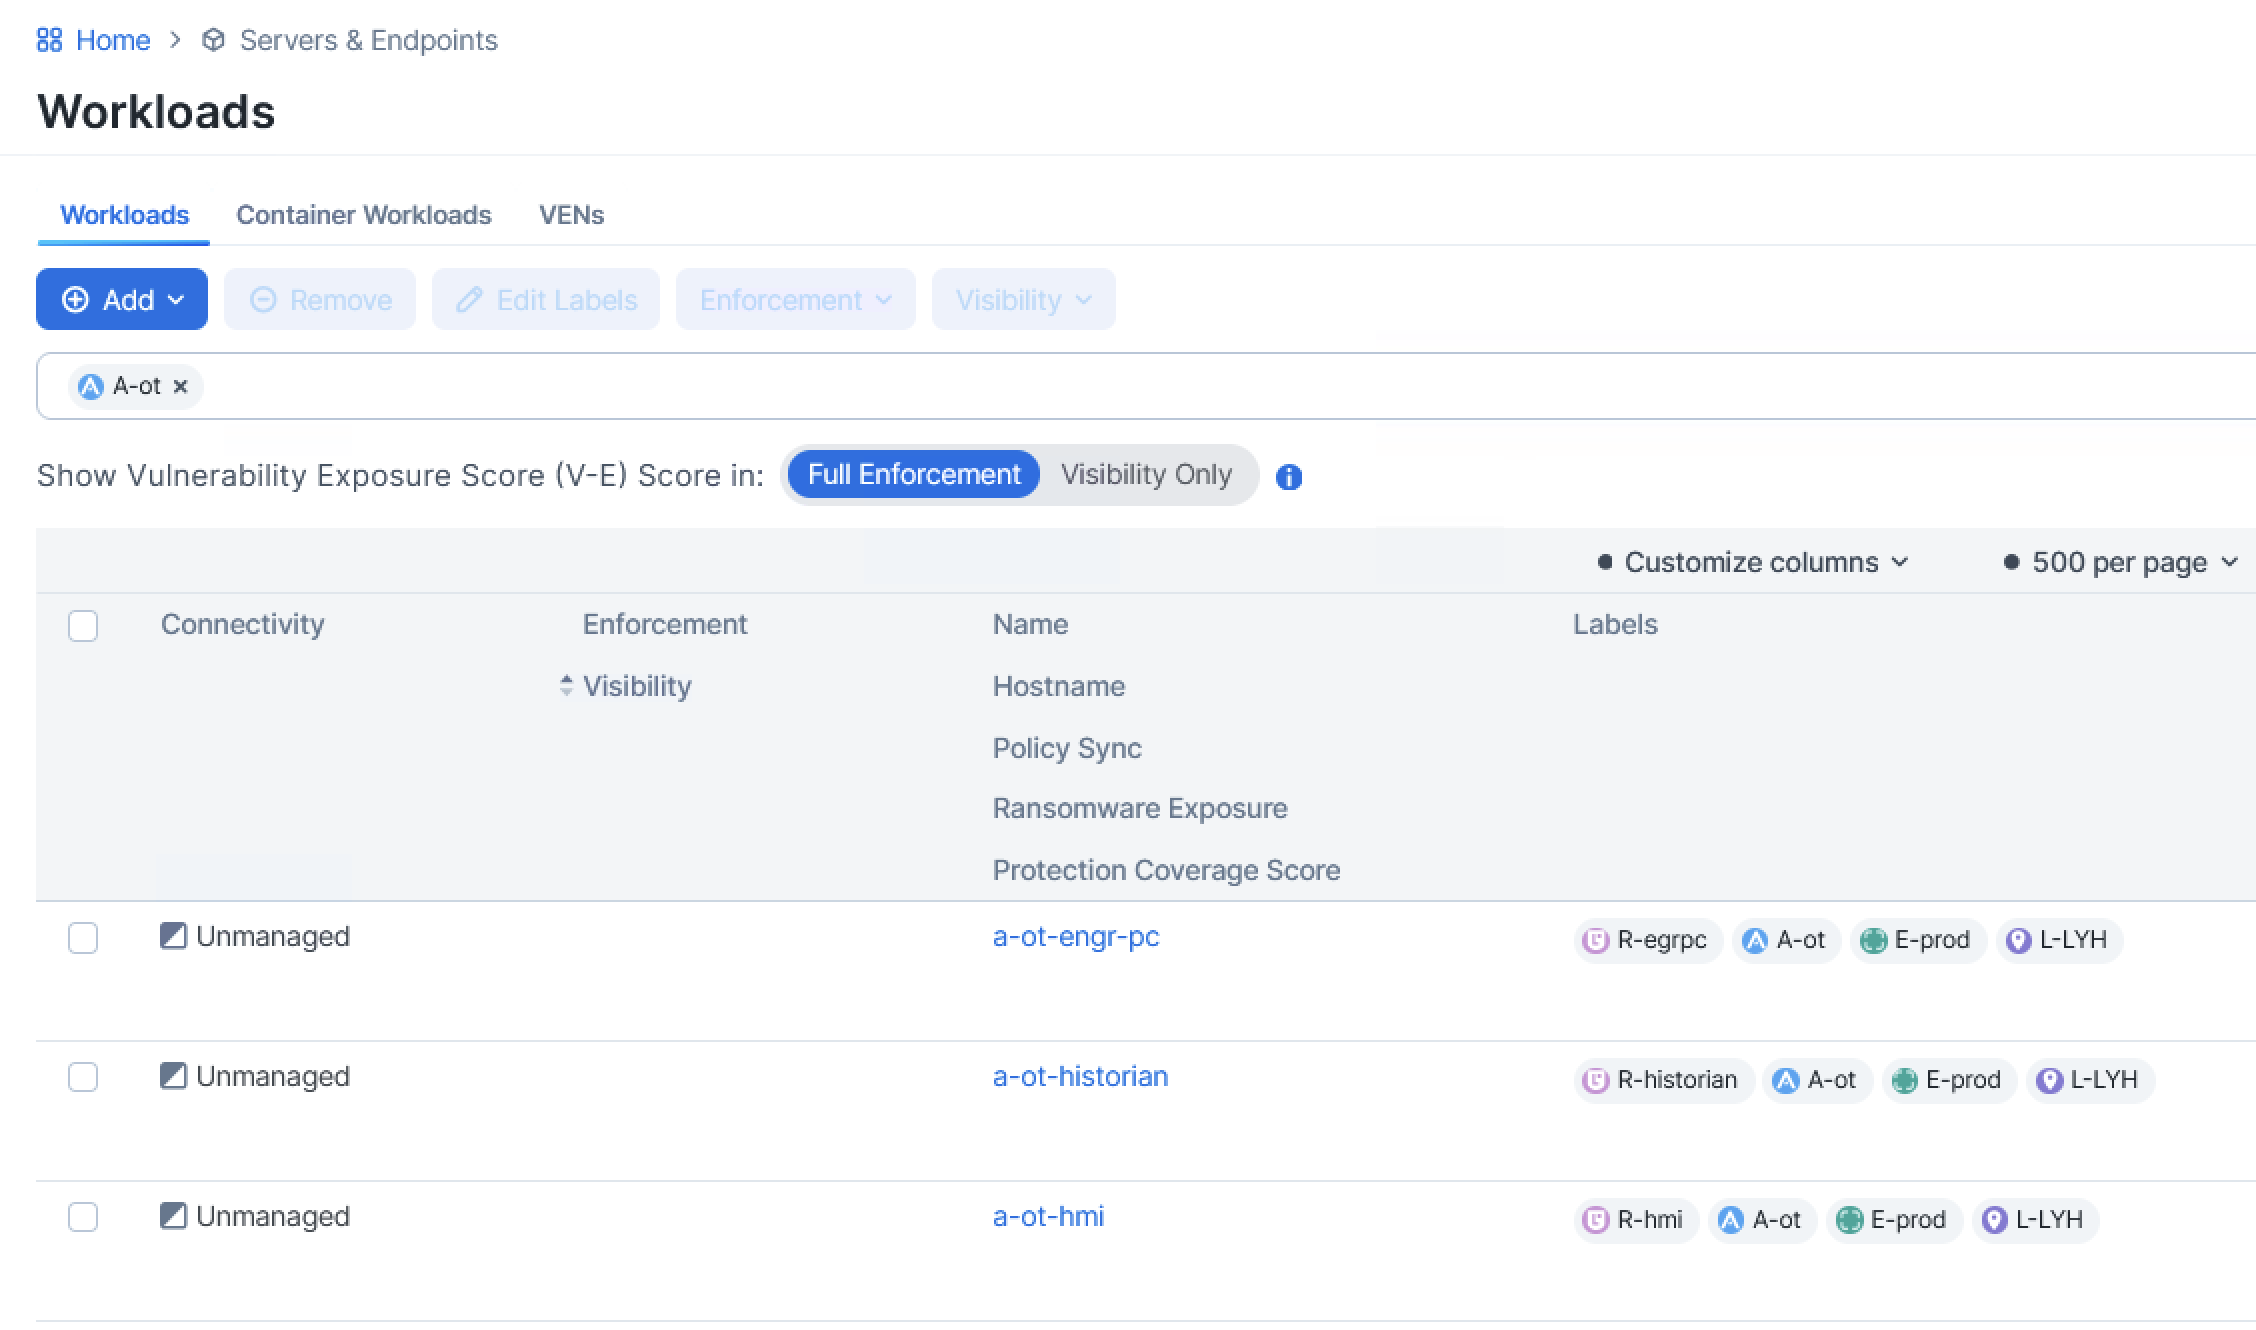 Home > Servers & Endpoints
Workloads
Workloads Container Workloads VENs
Add Remove Edit Labels Enforcement Visibility
A-ot ×
Show Vulnerability Exposure Score (V-E) Score in: Full Enforcement Visibility Only
Customize columns 500 per page
Connectivity Enforcement Name Labels
Visibility Hostname
Policy Sync
Ransomware Exposure
Protection Coverage Score
Unmanaged a-ot-engr-pc R-egrpc A-ot E-prod L-LYH
Unmanaged a-ot-historian R-historian A-ot E-prod L-LYH
Unmanaged a-ot-hmi R-hmi A-ot E-prod L-LYH